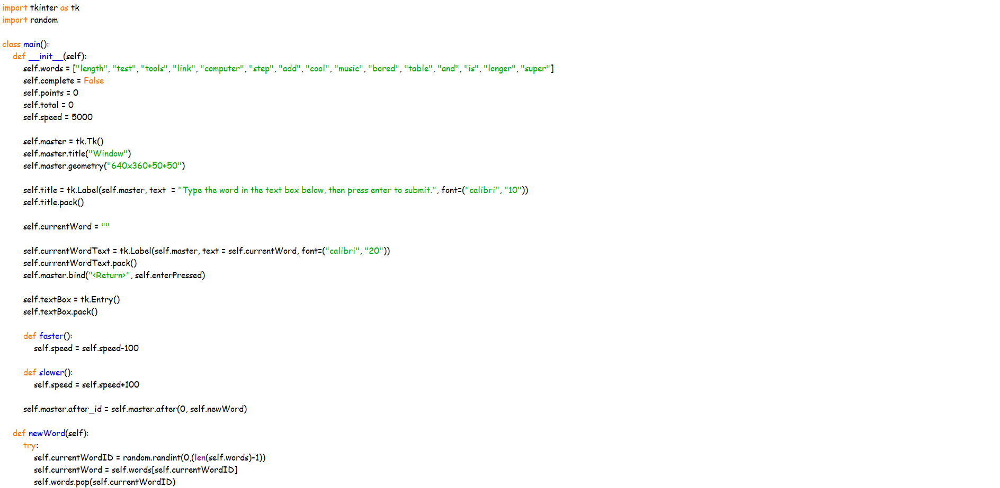 import tkinter as tk
import random

class main():
    def __init__(self):
        self.words = ["length", "test", "tools", "link", "computer", "step", "add", "cool", "music", "bored", "table", "and", "is", "longer", "super"]
        self.complete = False
        self.points = 0
        self.total = 0
        self.speed = 5000

        self.master = tk.Tk()
        self.master.title("Window")
        self.master.geometry("640x360+50+50")

        self.title = tk.Label(self.master, text  = "Type the word in the text box below, then press enter to submit.", font=("calibri", "10"))
        self.title.pack()

        self.currentWord = ""

        self.currentWordText = tk.Label(self.master, text = self.currentWord, font=("calibri", "20"))
        self.currentWordText.pack()
        self.master.bind("<Return>", self.enterPressed)

        self.textBox = tk.Entry()
        self.textBox.pack()

        def faster():
            self.speed = self.speed-100

        def slower():
            self.speed = self.speed+100

        self.master.after_id = self.master.after(0, self.newWord)

    def newWord(self):
        try:
            self.currentWordID = random.randint(0,(len(self.words)-1))
            self.currentWord = self.words[self.currentWordID]
            self.words.pop(self.currentWordID)